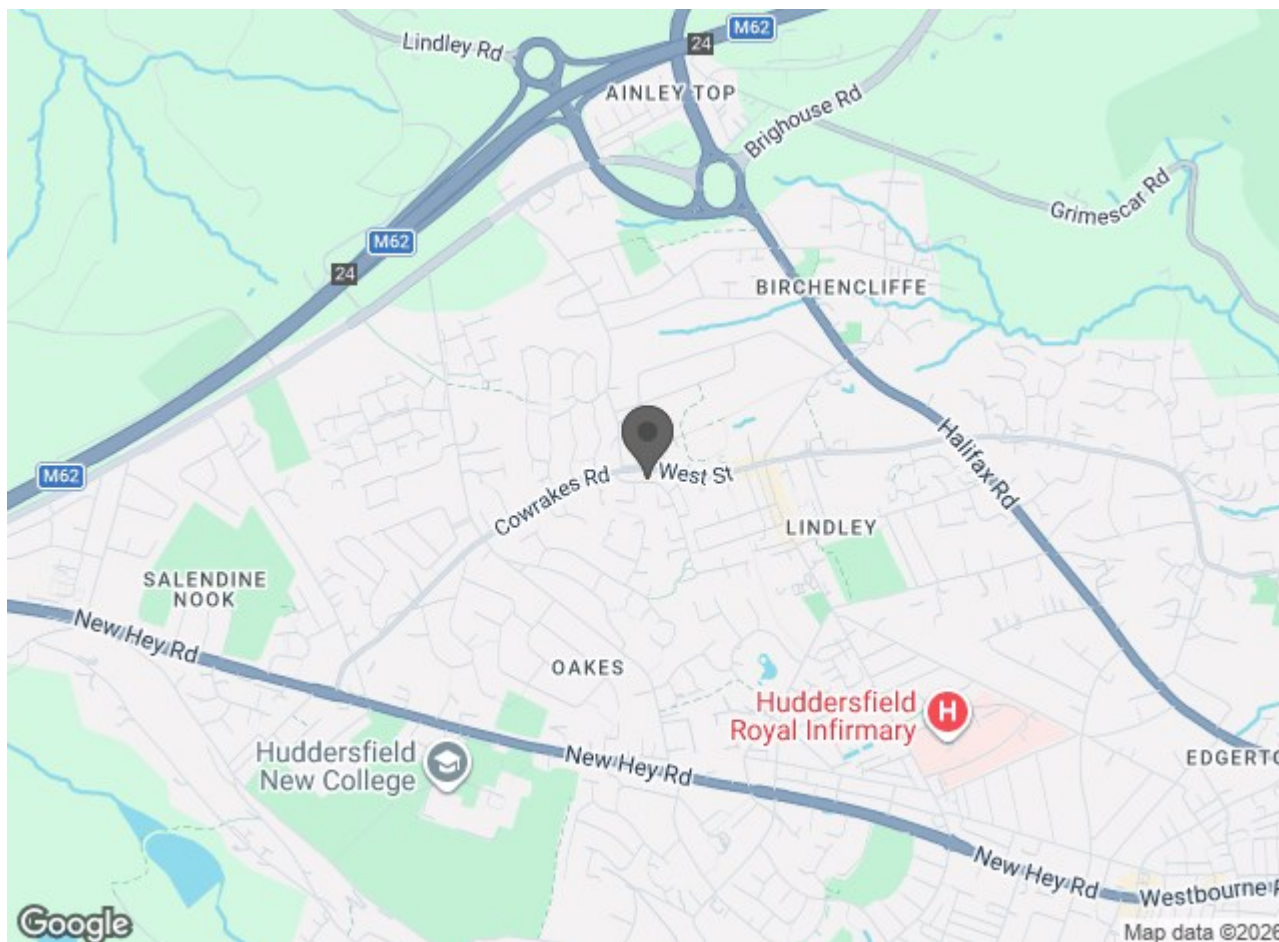 M62
24
Lindley Rd
AINLEY TOP
Brighouse Rd
Grimescar Rd
M62
24
BIRCHENCLIFFE
Halifax Rd
M62
West St
Cowrakes Rd
LINDLEY
SALENDINE
NOOK
New Hey Rd
OAKES
Huddersfield
Royal Infirmary
H
Huddersfield
New College
New Hey Rd
EDGERTO
New Hey Rd
Westbourne R
Google
Map data ©2026